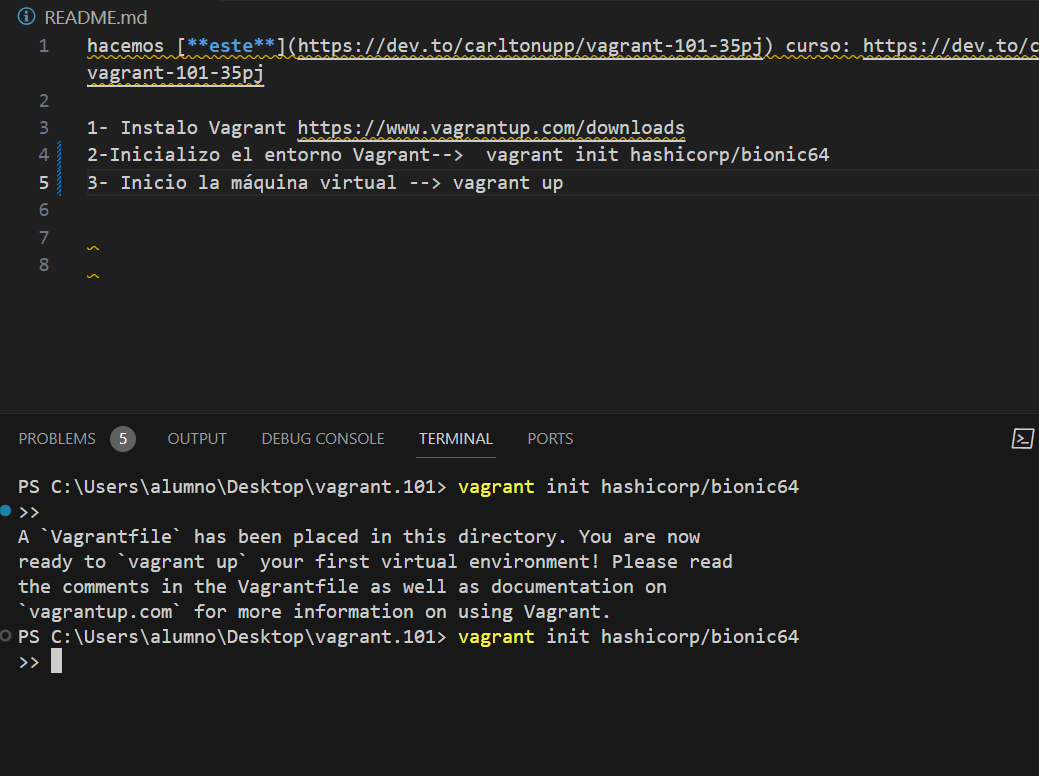 README.md
1 hacemos [**este**](https://dev.to/carltonupp/vagrant-101-35pj) curso: https://dev.to/c
vagrant-101-35pj
2
3 1- Instalo Vagrant https://www.vagrantup.com/downloads
4 2-Inicializo el entorno Vagrant-->  vagrant init hashicorp/bionic64
5 3- Inicio la máquina virtual --> vagrant up
6
7
8
PROBLEMS 5 OUTPUT DEBUG CONSOLE TERMINAL PORTS
PS C:\Users\alumno\Desktop\vagrant.101> vagrant init hashicorp/bionic64
>>
A `Vagrantfile` has been placed in this directory. You are now
ready to `vagrant up` your first virtual environment! Please read
the comments in the Vagrantfile as well as documentation on
`vagrantup.com` for more information on using Vagrant.
PS C:\Users\alumno\Desktop\vagrant.101> vagrant init hashicorp/bionic64
>>